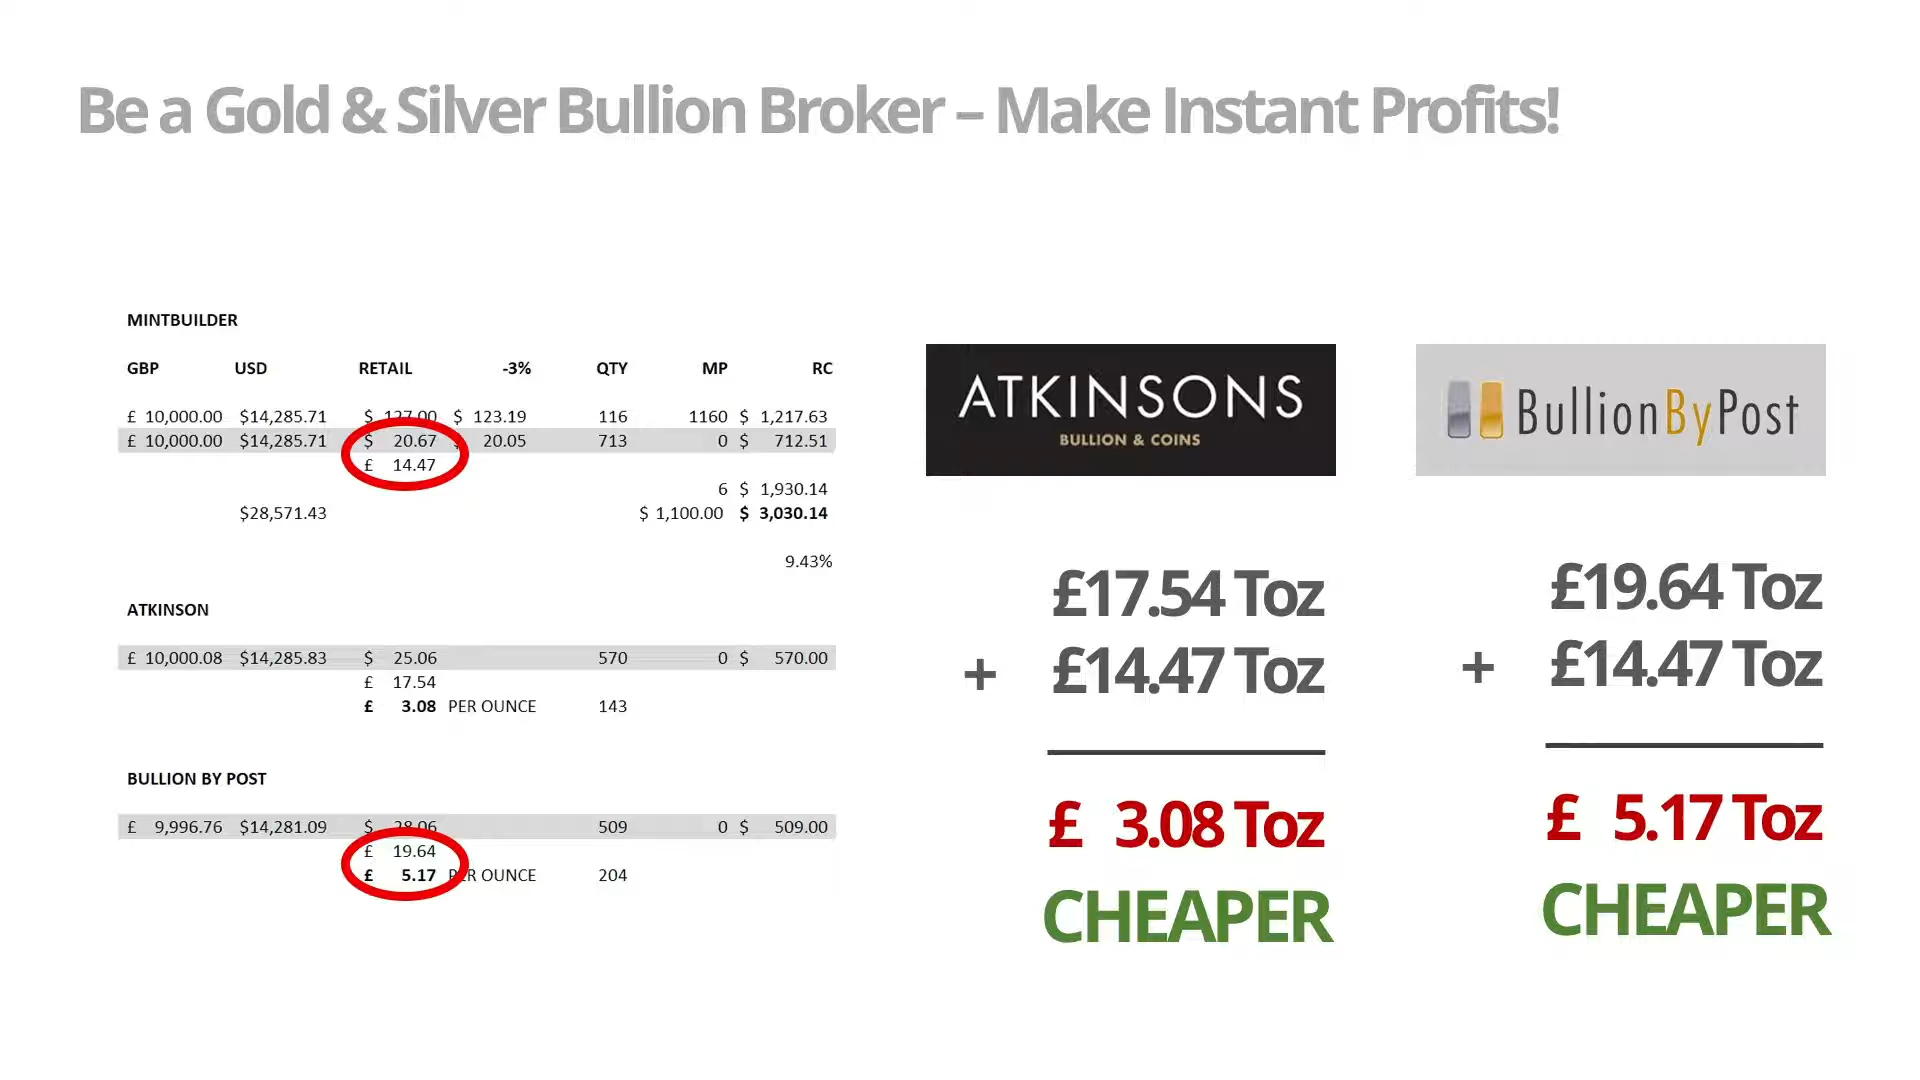 Be a Gold & Silver Bullion Broker – Make Instant Profits!
MINTBUILDER
GBP USD RETAIL -3% QTY MP RC
£ 10,000.00 $14,285.71 $ 127.00 $ 123.19 116 1160 $ 1,217.63
£ 10,000.00 $14,285.71 $ 20.67 $ 20.05 713 0 $ 712.51
£ 14.47
6 $ 1,930.14
$28,571.43 $ 1,100.00 $ 3,030.14
9.43%
ATKINSON
£ 10,000.08 $14,285.83 $ 25.06 570 0 $ 570.00
£ 17.54
£ 3.08 PER OUNCE 143
BULLION BY POST
£ 9,996.76 $14,281.09 $ 28.06 509 0 $ 509.00
£ 19.64
£ 5.17 PER OUNCE 204
ATKINSONS
BULLION & COINS
£17.54 Toz
+ £14.47 Toz
£ 3.08 Toz
CHEAPER
BullionByPost
£19.64 Toz
+ £14.47 Toz
£ 5.17 Toz
CHEAPER